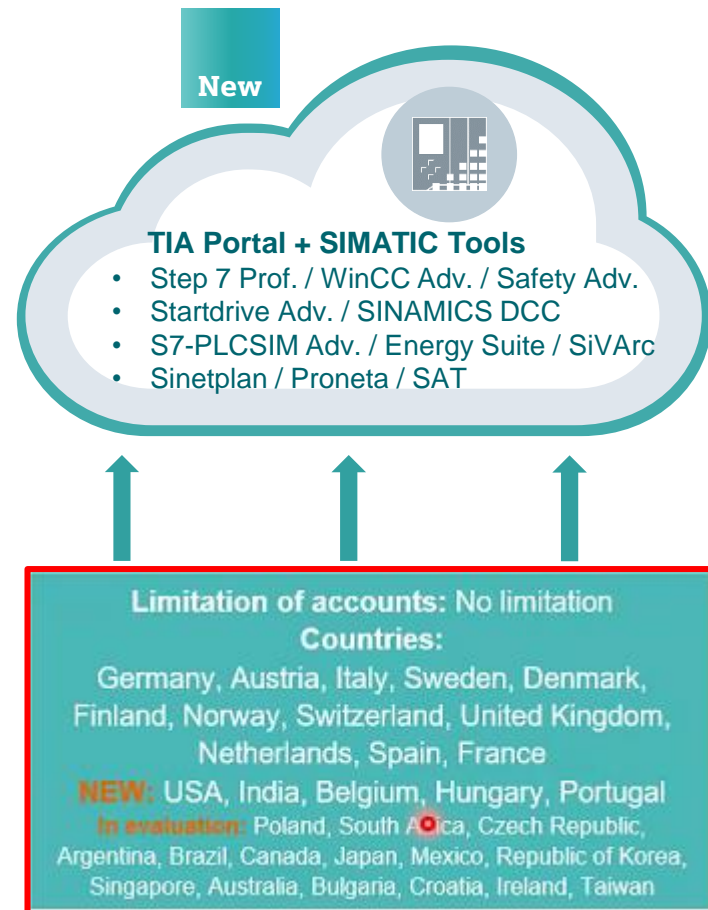 New
TIA Portal + SIMATIC Tools
• Step 7 Prof. / WinCC Adv. / Safety Adv.
• Startdrive Adv. / SINAMICS DCC
• S7-PLCSIM Adv. / Energy Suite / SiVArc
• Sinetplan / Proneta / SAT
Limitation of accounts: No limitation
Countries:
Germany, Austria, Italy, Sweden, Denmark,
Finland, Norway, Switzerland, United Kingdom,
Netherlands, Spain, France
NEW: USA, India, Belgium, Hungary, Portugal
In evaluation: Poland, South Africa, Czech Republic,
Argentina, Brazil, Canada, Japan, Mexico, Republic of Korea,
Singapore, Australia, Bulgaria, Croatia, Ireland, Taiwan